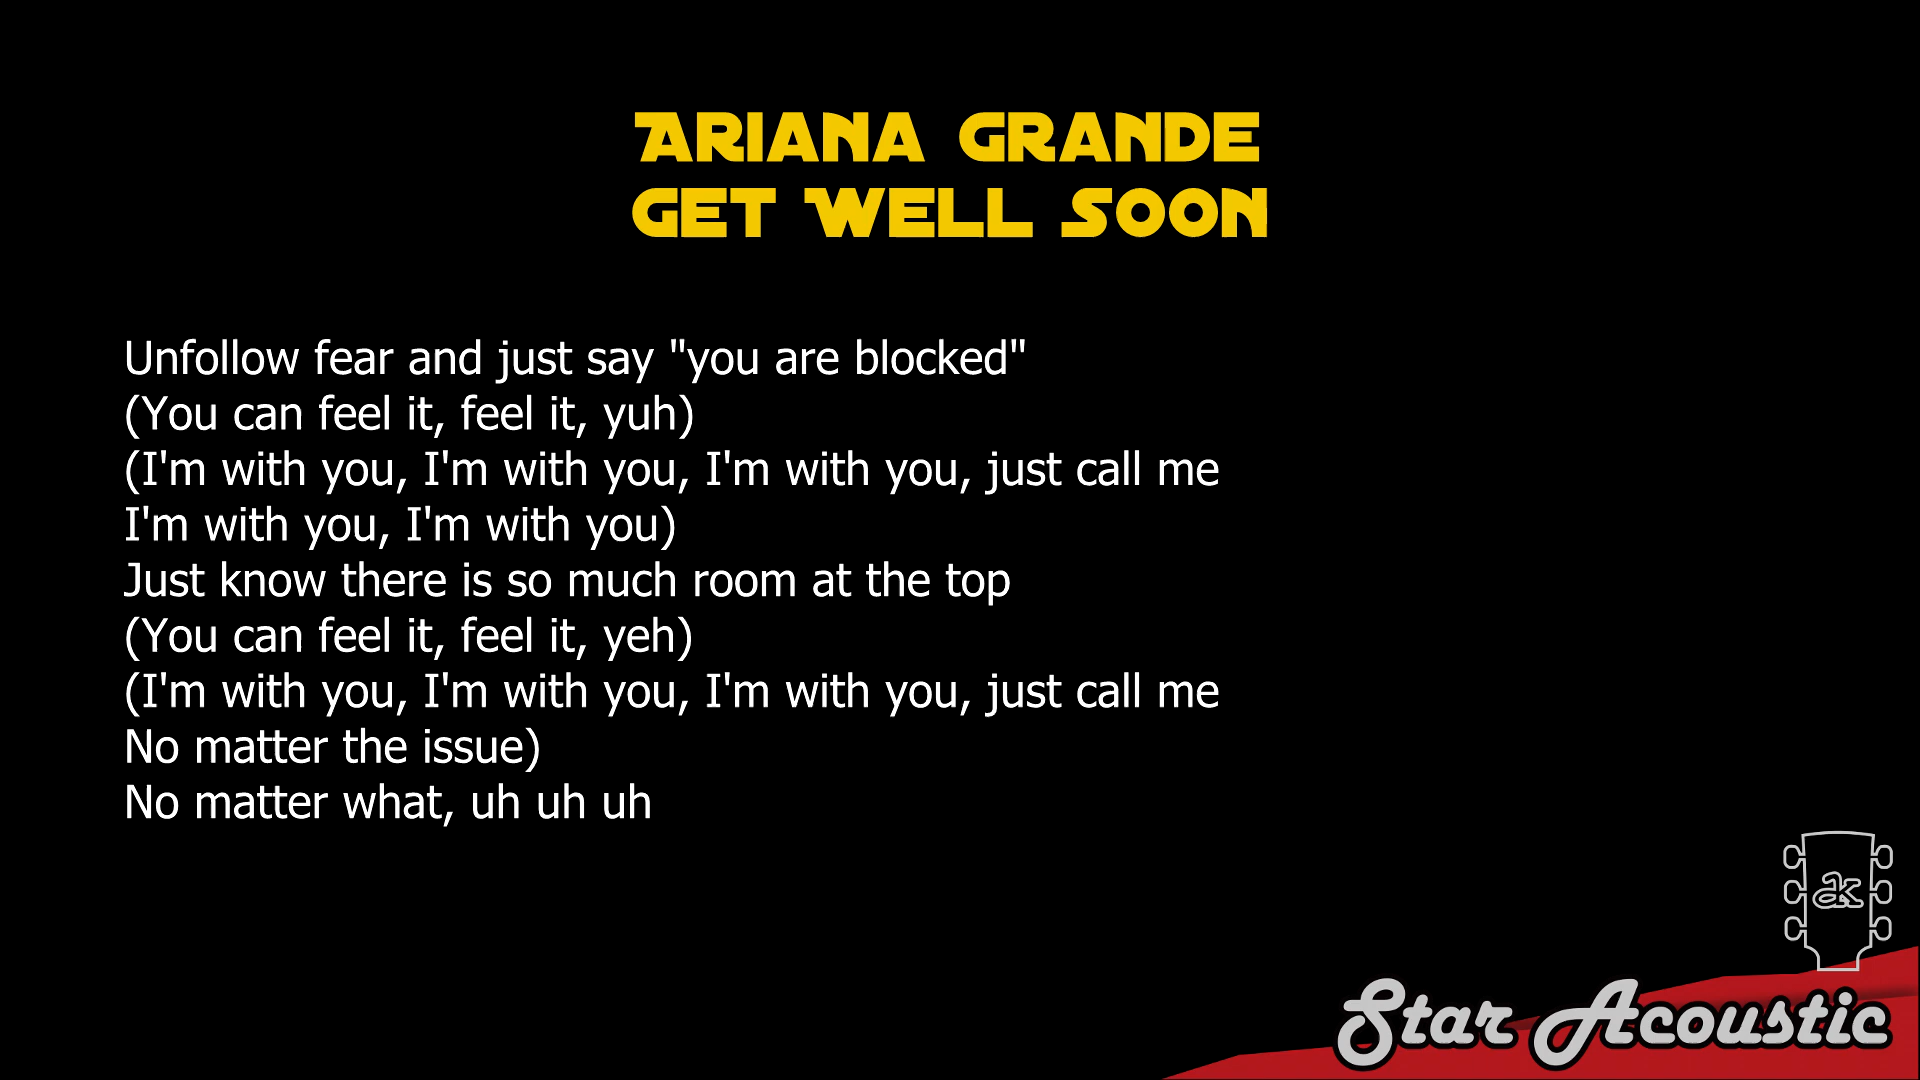 ARIANA GRANDE
GET WELL SOON
Unfollow fear and just say "you are blocked"
(You can feel it, feel it, yuh)
(I'm with you, I'm with you, I'm with you, just call me
I'm with you, I'm with you)
Just know there is so much room at the top
(You can feel it, feel it, yeh)
(I'm with you, I'm with you, I'm with you, just call me
No matter the issue)
No matter what, uh uh uh
ak
Star Acoustic